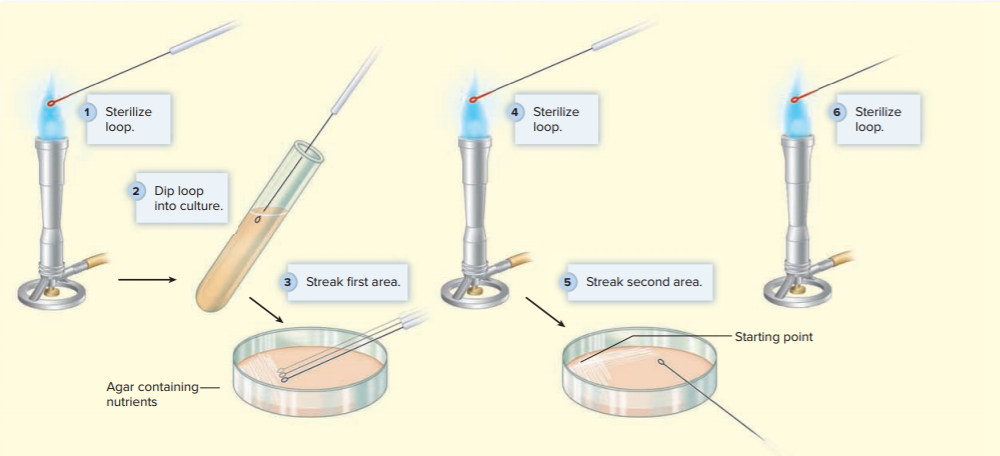 1 Sterilize
loop.
2 Dip loop
into culture.
3 Streak first area.
Agar containing
nutrients
4 Sterilize
loop.
5 Streak second area.
Starting point
6 Sterilize
loop.